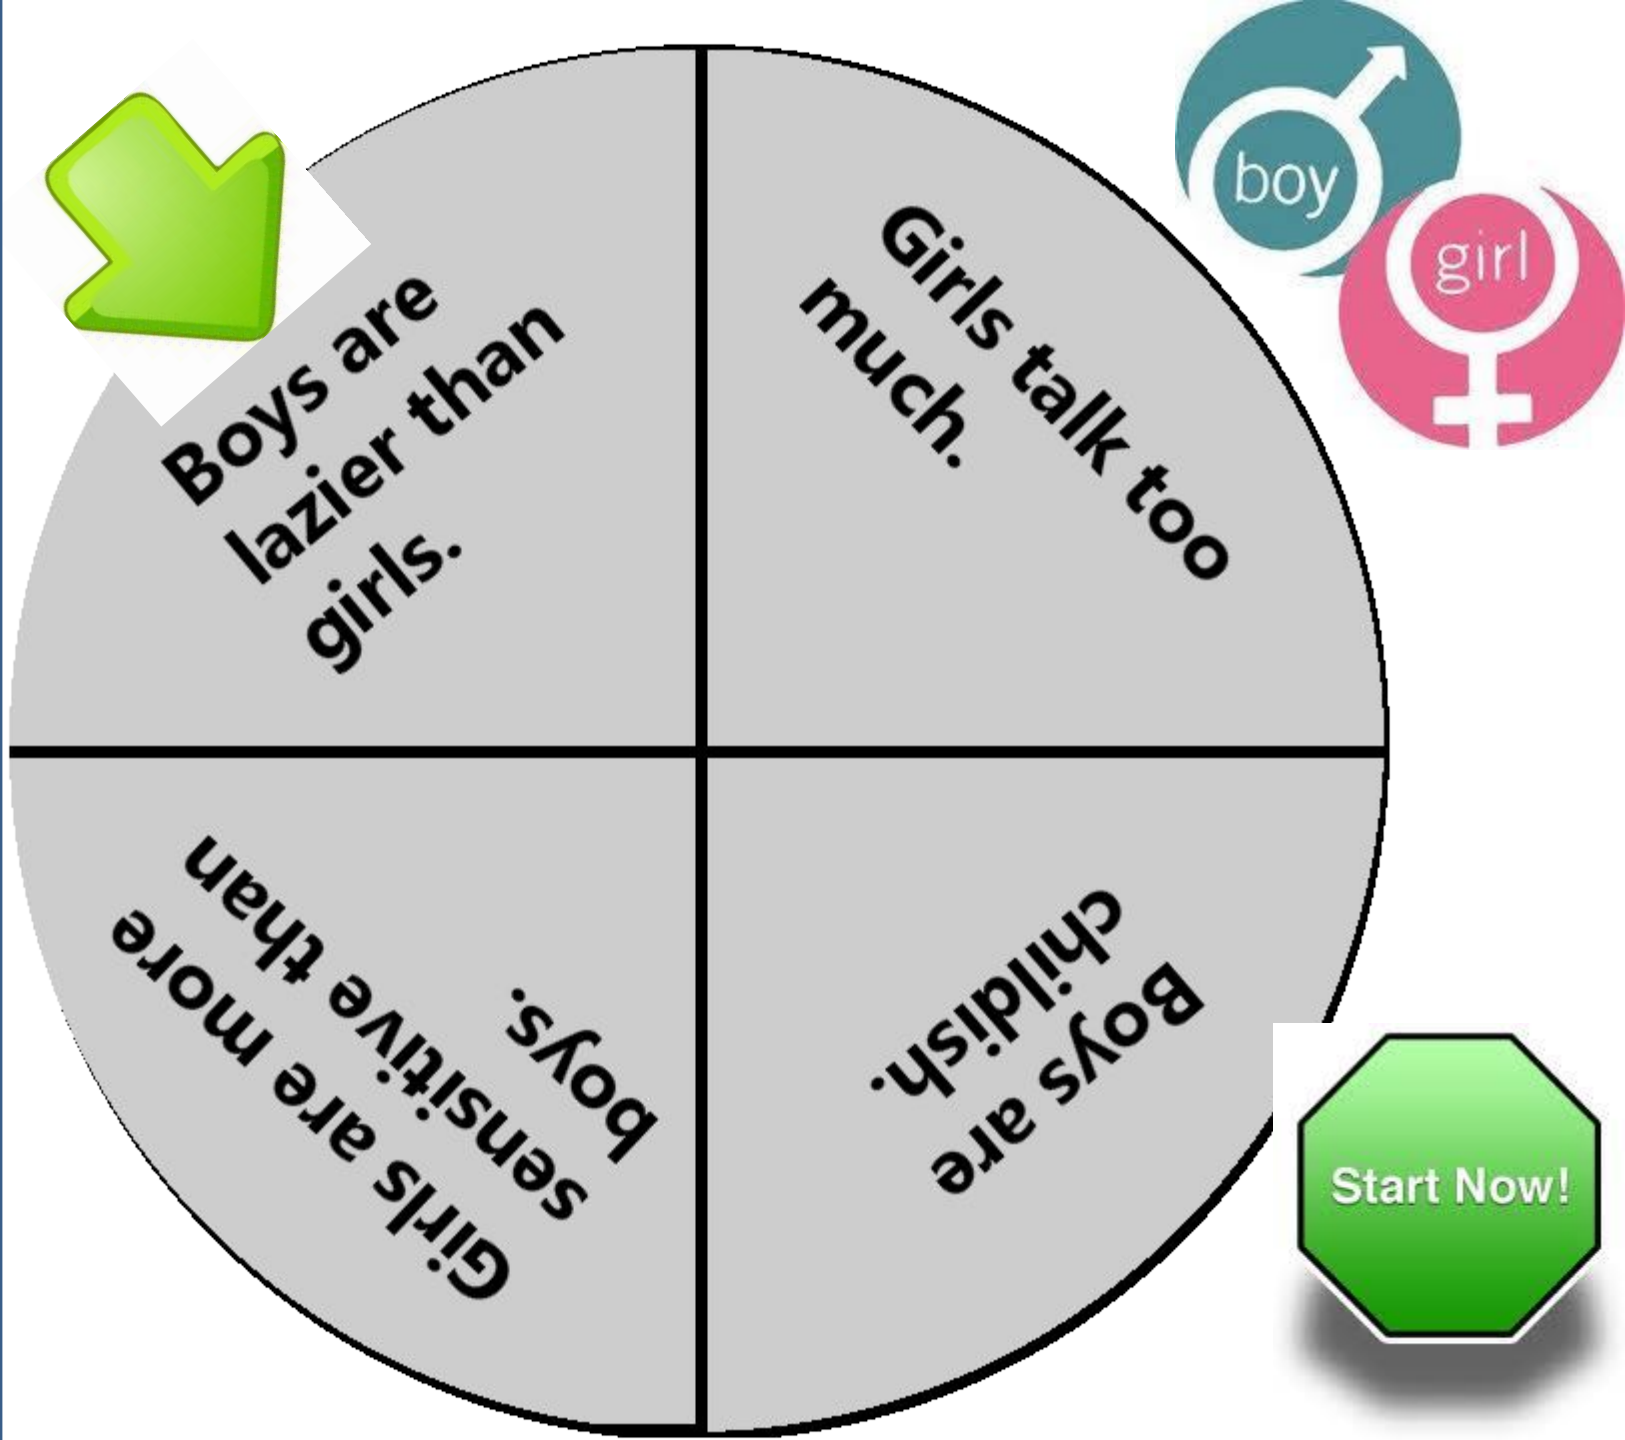 Boys are
lazier than
girls.
Girls talk too
much.
boy
girl
Girls are more
sensitive than
boys.
Boys are
childish.
Start Now!